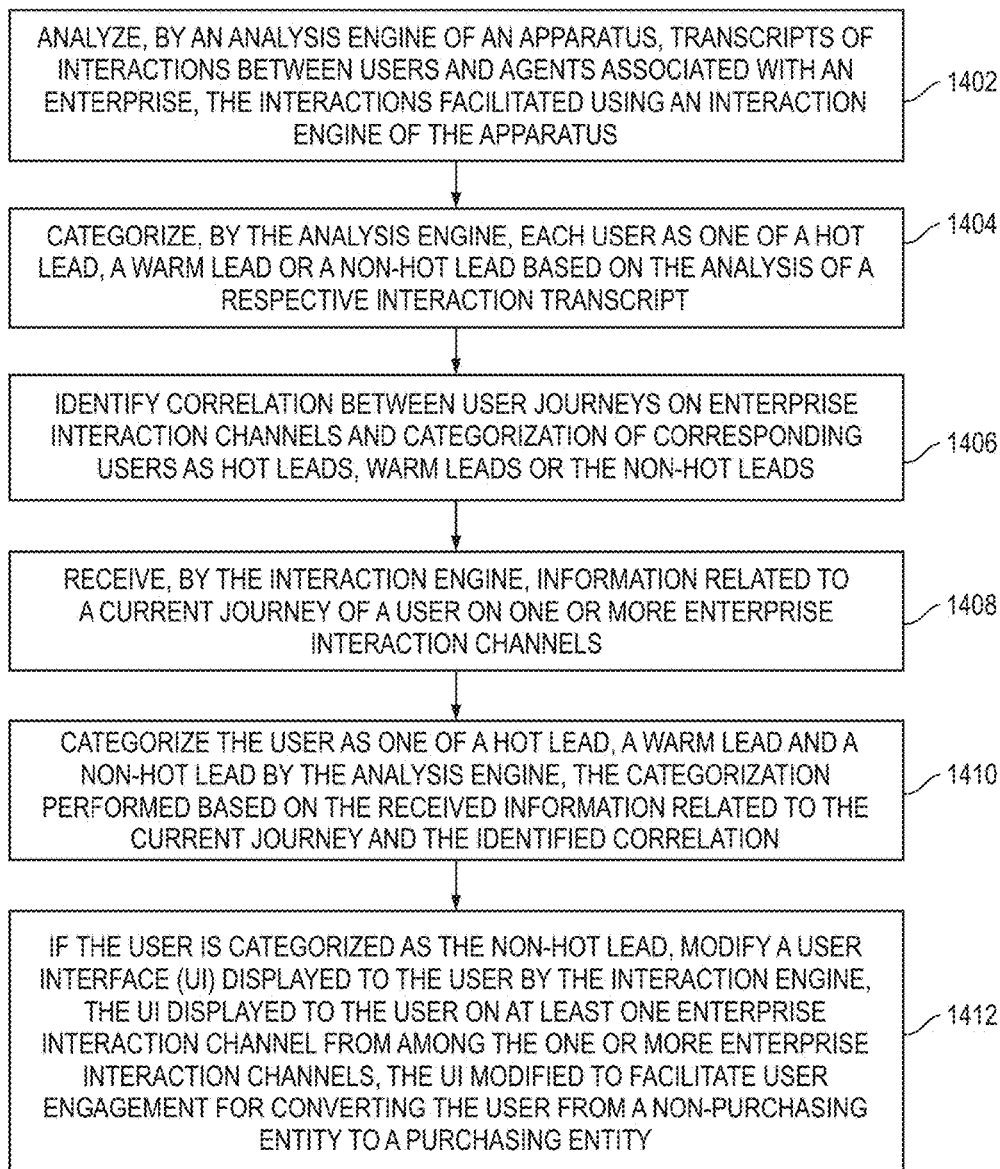 ANALYZE, BY AN ANALYSIS ENGINE OF AN APPARATUS, TRANSCRIPTS OF
INTERACTIONS BETWEEN USERS AND AGENTS ASSOCIATED WITH AN
ENTERPRISE, THE INTERACTIONS FACILITATED USING AN INTERACTION
ENGINE OF THE APPARATUS
1402
CATEGORIZE, BY THE ANALYSIS ENGINE, EACH USER AS ONE OF A HOT
LEAD, A WARM LEAD OR A NON-HOT LEAD BASED ON THE ANALYSIS OF A
RESPECTIVE INTERACTION TRANSCRIPT
1404
IDENTIFY CORRELATION BETWEEN USER JOURNEYS ON ENTERPRISE
INTERACTION CHANNELS AND CATEGORIZATION OF CORRESPONDING
USERS AS HOT LEADS, WARM LEADS OR THE NON-HOT LEADS
1406
RECEIVE, BY THE INTERACTION ENGINE, INFORMATION RELATED TO
A CURRENT JOURNEY OF A USER ON ONE OR MORE ENTERPRISE
INTERACTION CHANNELS
1408
CATEGORIZE THE USER AS ONE OF A HOT LEAD, A WARM LEAD AND A
NON-HOT LEAD BY THE ANALYSIS ENGINE, THE CATEGORIZATION
PERFORMED BASED ON THE RECEIVED INFORMATION RELATED TO THE
CURRENT JOURNEY AND THE IDENTIFIED CORRELATION
1410
IF THE USER IS CATEGORIZED AS THE NON-HOT LEAD, MODIFY A USER
INTERFACE (UI) DISPLAYED TO THE USER BY THE INTERACTION ENGINE,
THE UI DISPLAYED TO THE USER ON AT LEAST ONE ENTERPRISE
INTERACTION CHANNEL FROM AMONG THE ONE OR MORE ENTERPRISE
INTERACTION CHANNELS, THE UI MODIFIED TO FACILITATE USER
ENGAGEMENT FOR CONVERTING THE USER FROM A NON-PURCHASING
ENTITY TO A PURCHASING ENTITY
1412